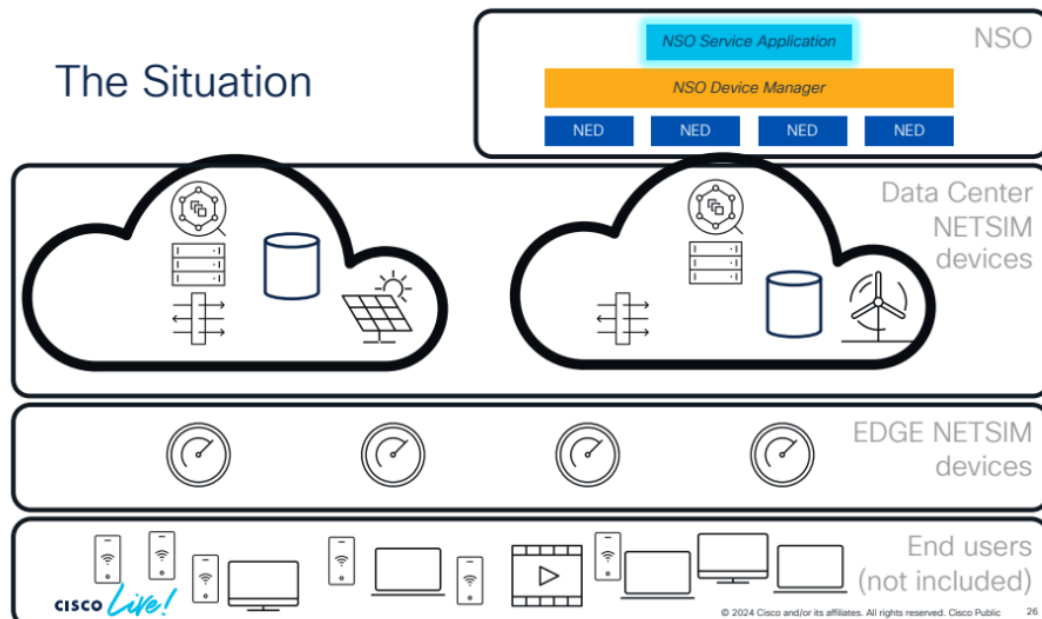 The Situation
NSO
NSO Service Application
NSO Device Manager
NED
NED
NED
NED
Data Center
NETSIM
devices
EDGE NETSIM
devices
End users
(not included)
CISCO Live!
© 2024 Cisco and/or its affiliates. All rights reserved. Cisco Public 26